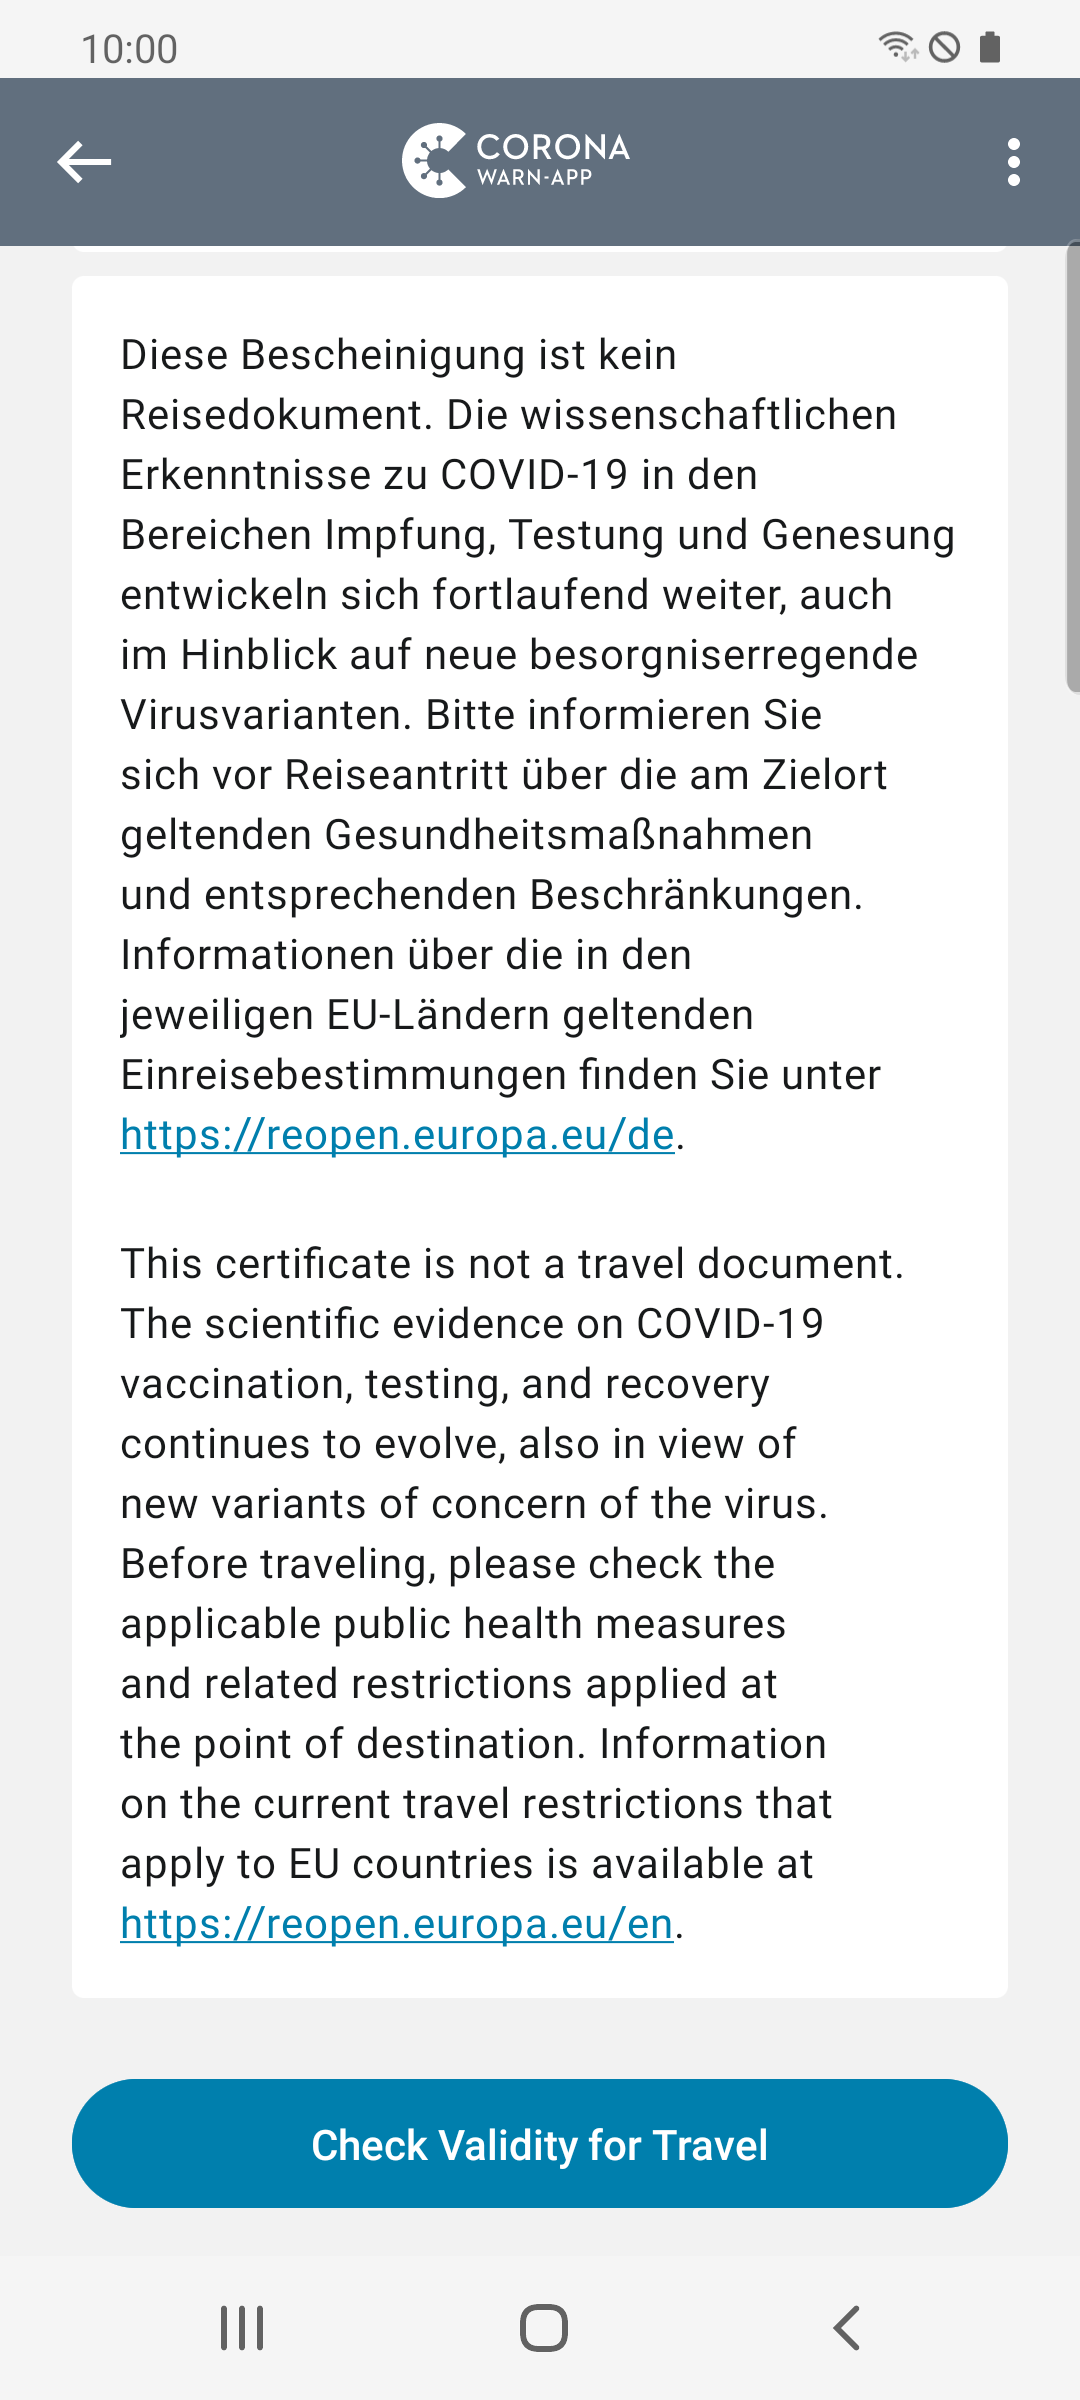 10:00
CORONA
WARN-APP
Diese Bescheinigung ist kein
Reisedokument. Die wissenschaftlichen
Erkenntnisse zu COVID-19 in den
Bereichen Impfung, Testung und Genesung
entwickeln sich fortlaufend weiter, auch
im Hinblick auf neue besorgniserregende
Virusvarianten. Bitte informieren Sie
sich vor Reiseantritt über die am Zielort
geltenden Gesundheitsmaßnahmen
und entsprechenden Beschränkungen.
Informationen über die in den
jeweiligen EU-Ländern geltenden
Einreisebestimmungen finden Sie unter
https://reopen.europa.eu/de.
This certificate is not a travel document.
The scientific evidence on COVID-19
vaccination, testing, and recovery
continues to evolve, also in view of
new variants of concern of the virus.
Before traveling, please check the
applicable public health measures
and related restrictions applied at
the point of destination. Information
on the current travel restrictions that
apply to EU countries is available at
https://reopen.europa.eu/en.
Check Validity for Travel